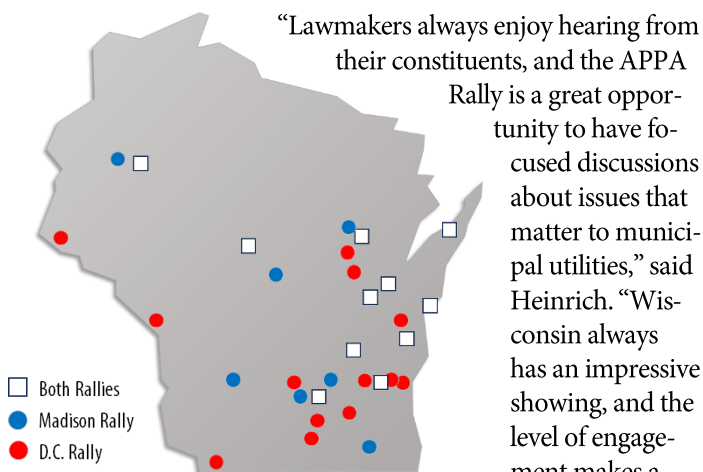 “Lawmakers always enjoy hearing from
their constituents, and the APPA
Rally is a great oppor-
tunity to have fo-
cused discussions
about issues that
matter to munici-
pal utilities,” said
Heinrich. “Wis-
consin always
has an impressive
showing, and the
level of engage-
ment makes a
Both Rallies
Madison Rally
D.C. Rally